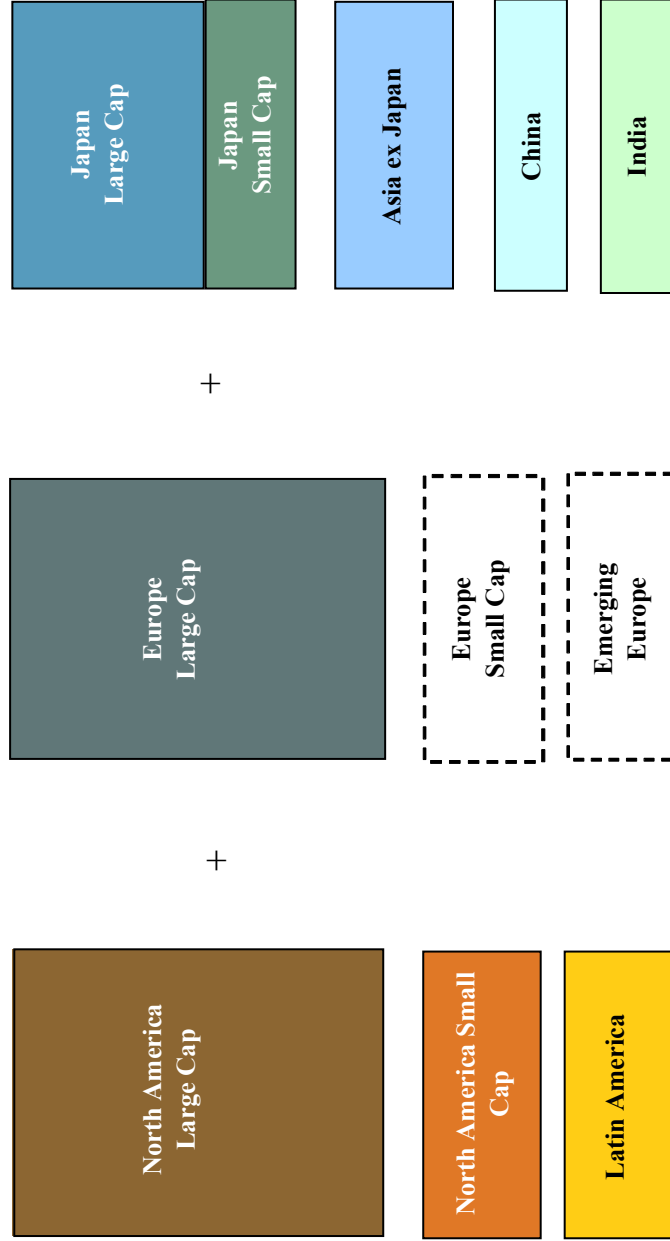 North America
Large Cap
+
Europe
Large Cap
+
Japan
Large Cap
Japan
Small Cap
North America Small
Cap
Europe
Small Cap
Asia ex Japan
Latin America
Emerging
Europe
China
India